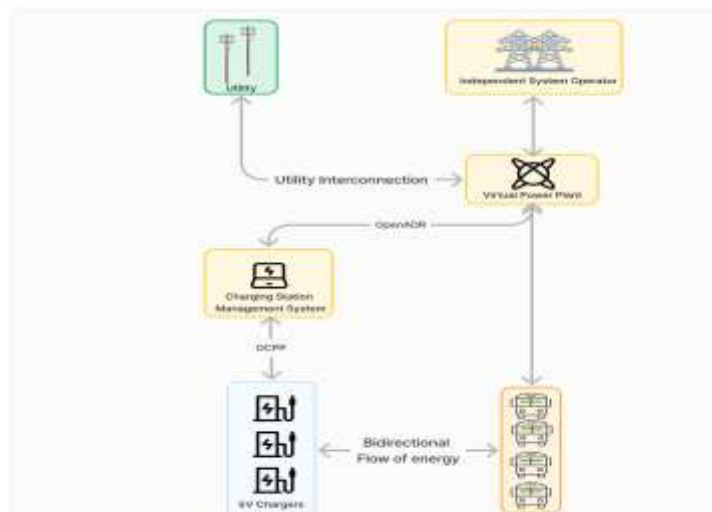 Utility
Independent System Operator
Utility Interconnection
Virtual Power Plant
OpenADR
Charging Station
Management System
OCPP
Bidirectional
Flow of energy
EV Chargers